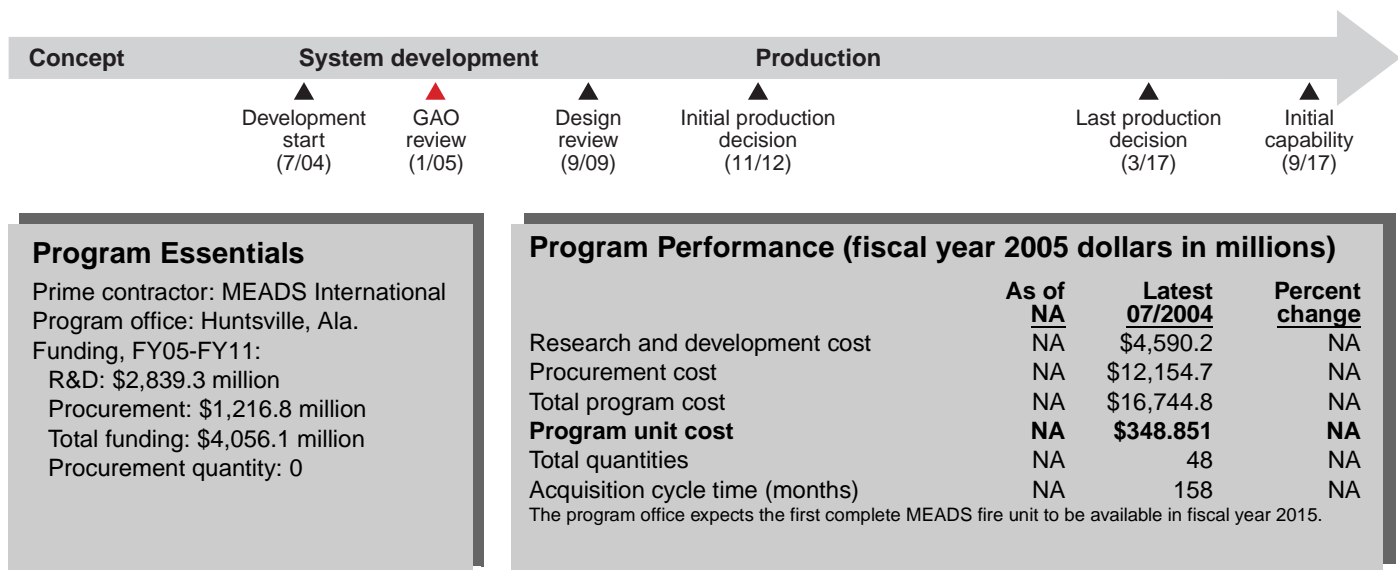 Concept System development Production
Development start (7/04)
GAO review (1/05)
Design review (9/09)
Initial production decision (11/12)
Last production decision (3/17)
Initial capability (9/17)
Program Essentials
Prime contractor: MEADS International
Program office: Huntsville, Ala.
Funding, FY05-FY11:
R&D: $2,839.3 million
Procurement: $1,216.8 million
Total funding: $4,056.1 million
Procurement quantity: 0
Program Performance (fiscal year 2005 dollars in millions)
As of Latest Percent
NA 07/2004 change
Research and development cost NA $4,590.2 NA
Procurement cost NA $12,154.7 NA
Total program cost NA $16,744.8 NA
Program unit cost NA $348.851 NA
Total quantities NA 48 NA
Acquisition cycle time (months) NA 158 NA
The program office expects the first complete MEADS fire unit to be available in fiscal year 2015.